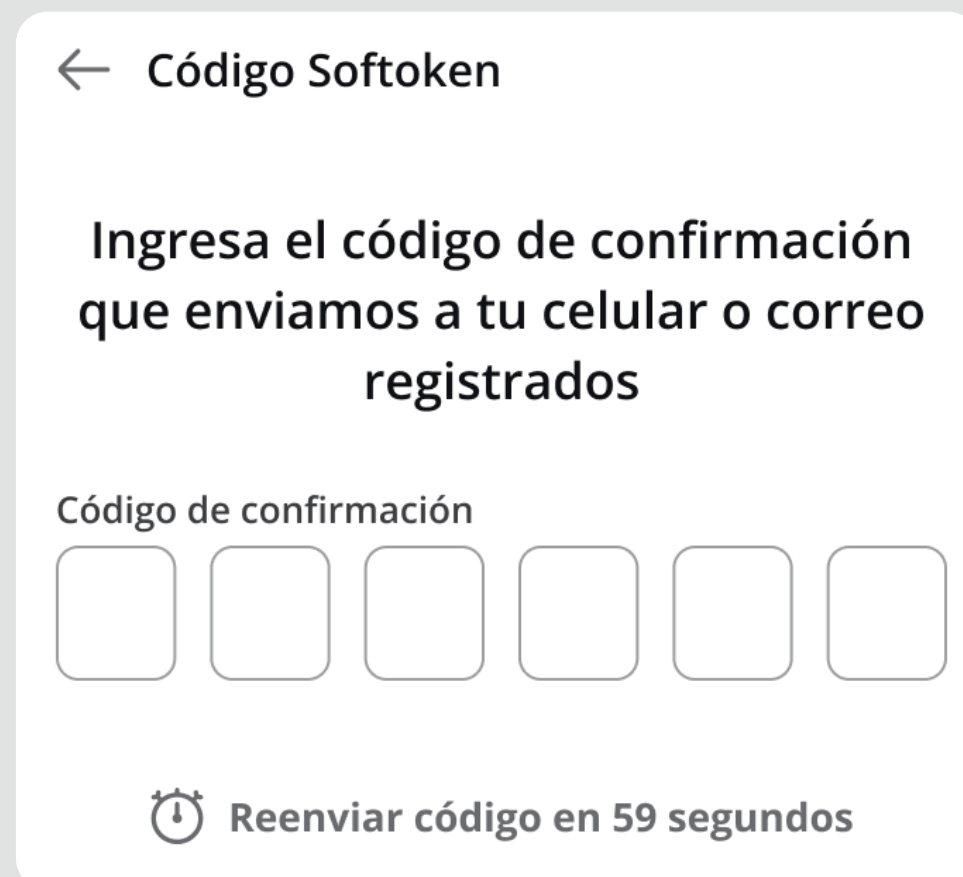 Código Softoken
Ingresa el código de confirmación
que enviamos a tu celular o correo
registrados
Código de confirmación
Reenviar código en 59 segundos